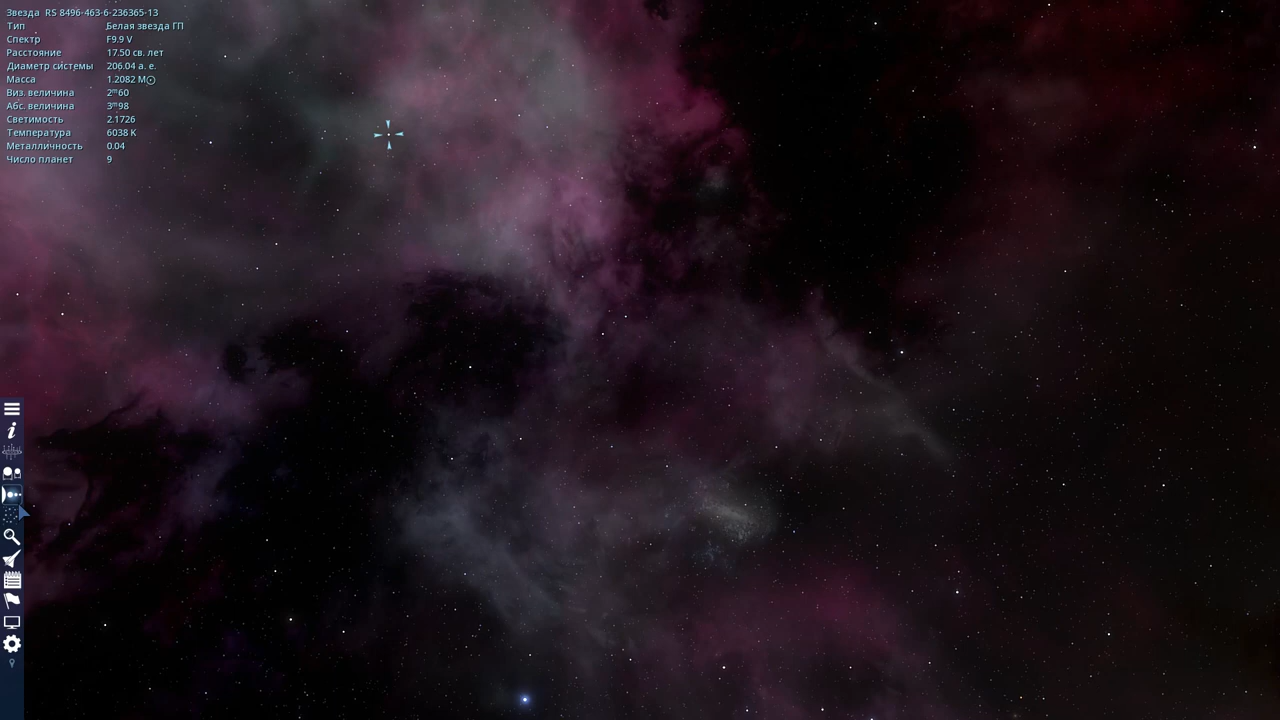 Звезда RS 8496-463-6-236365-13
Тип Белая звезда ГП
Спектр F9.9 V
Расстояние 17.50 св. лет
Диаметр системы 206.04 а. е.
Масса 1.2082 M☉
Виз. величина 2ᵐ60
Абс. величина 3ᵐ98
Светимость 2.1726
Температура 6038 K
Металличность 0.04
Число планет 9